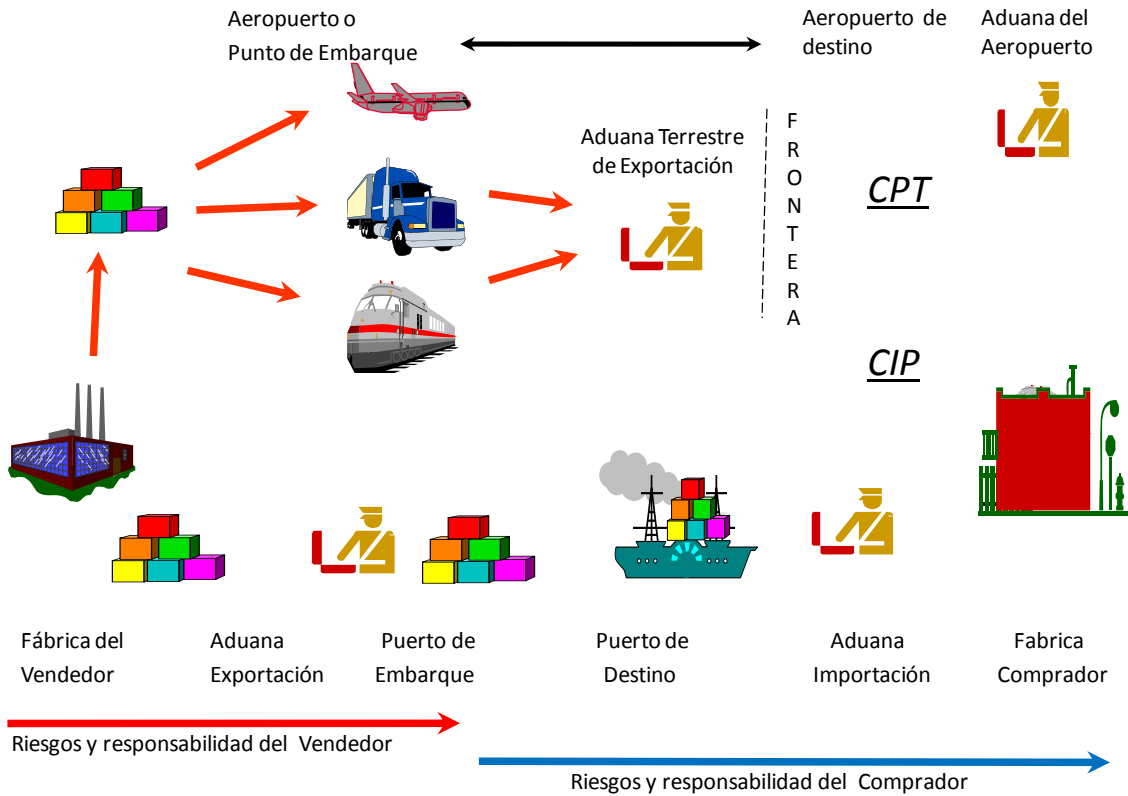 Aeropuerto o
Punto de Embarque
Aeropuerto de
destino
Aduana del
Aeropuerto
Aduana Terrestre
de Exportación
F
R
O
N
T
E
R
A
CPT
CIP
Fábrica del
Vendedor
Aduana
Exportación
Puerto de
Embarque
Puerto de
Destino
Aduana
Importación
Fabrica
Comprador
Riesgos y responsabilidad del Vendedor
Riesgos y responsabilidad del Comprador